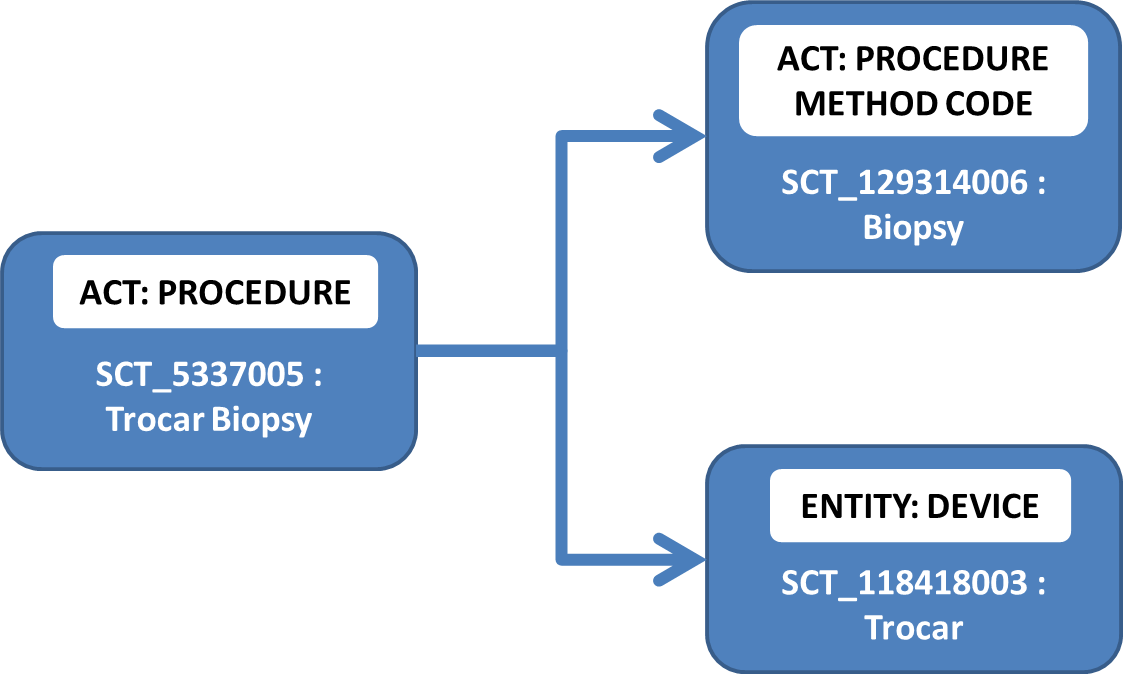 ACT: PROCEDURE
SCT_5337005 :
Trocar Biopsy
ACT: PROCEDURE
METHOD CODE
SCT_129314006 :
Biopsy
ENTITY: DEVICE
SCT_118418003 :
Trocar